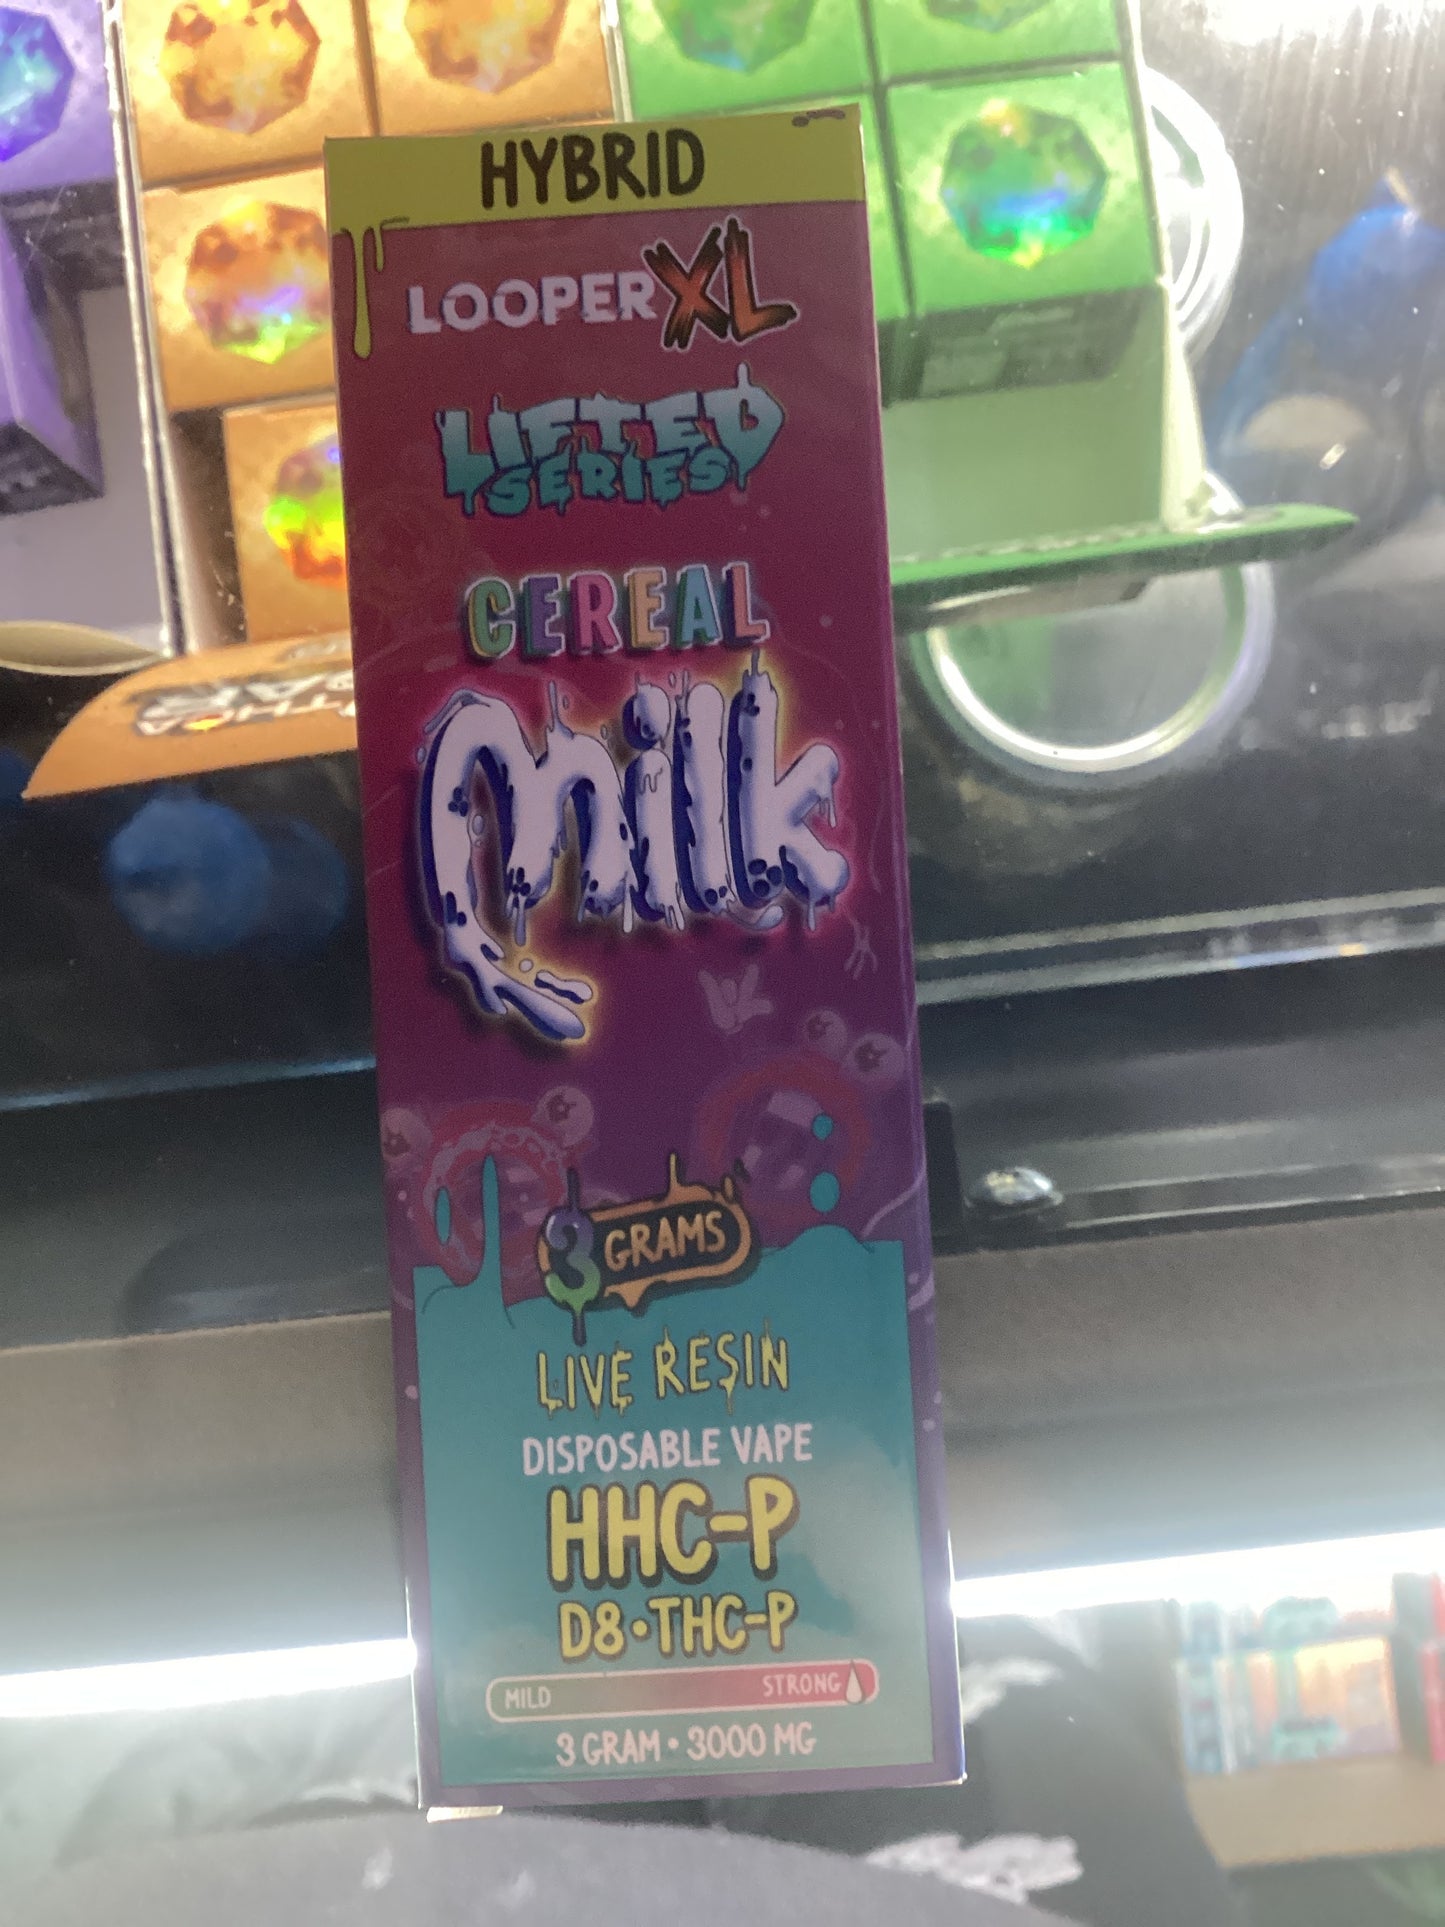 HYBRID
LOOPER XL
LIFTED
SERIES
CEREAL
milk
3 GRAMS
LIVE RESIN
DISPOSABLE VAPE
HHC-P
D8•THC-P
MILD STRONG
3 GRAM • 3000 MG